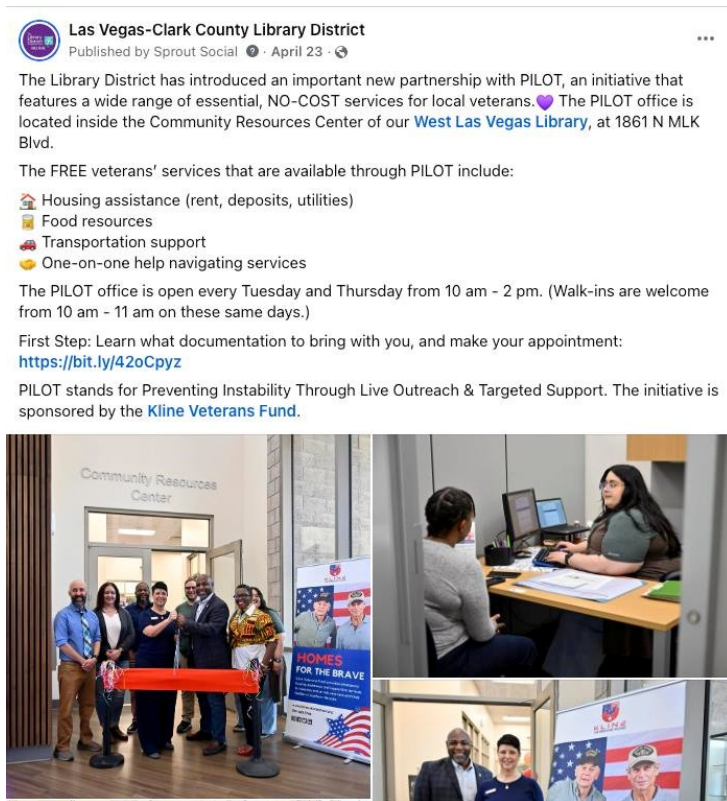 Las Vegas-Clark County Library District
Published by Sprout Social · April 23 ·
The Library District has introduced an important new partnership with PILOT, an initiative that
features a wide range of essential, NO-COST services for local veterans.💜 The PILOT office is
located inside the Community Resources Center of our West Las Vegas Library, at 1861 N MLK
Blvd.
The FREE veterans' services that are available through PILOT include:
🏠 Housing assistance (rent, deposits, utilities)
🥫 Food resources
🚗 Transportation support
🤝 One-on-one help navigating services
The PILOT office is open every Tuesday and Thursday from 10 am - 2 pm. (Walk-ins are welcome
from 10 am - 11 am on these same days.)
First Step: Learn what documentation to bring with you, and make your appointment:
https://bit.ly/42oCpyz
PILOT stands for Preventing Instability Through Live Outreach & Targeted Support. The initiative is
sponsored by the Kline Veterans Fund.
Community Resources
Center
KLINE
HOMES
FOR THE BRAVE
KLINE